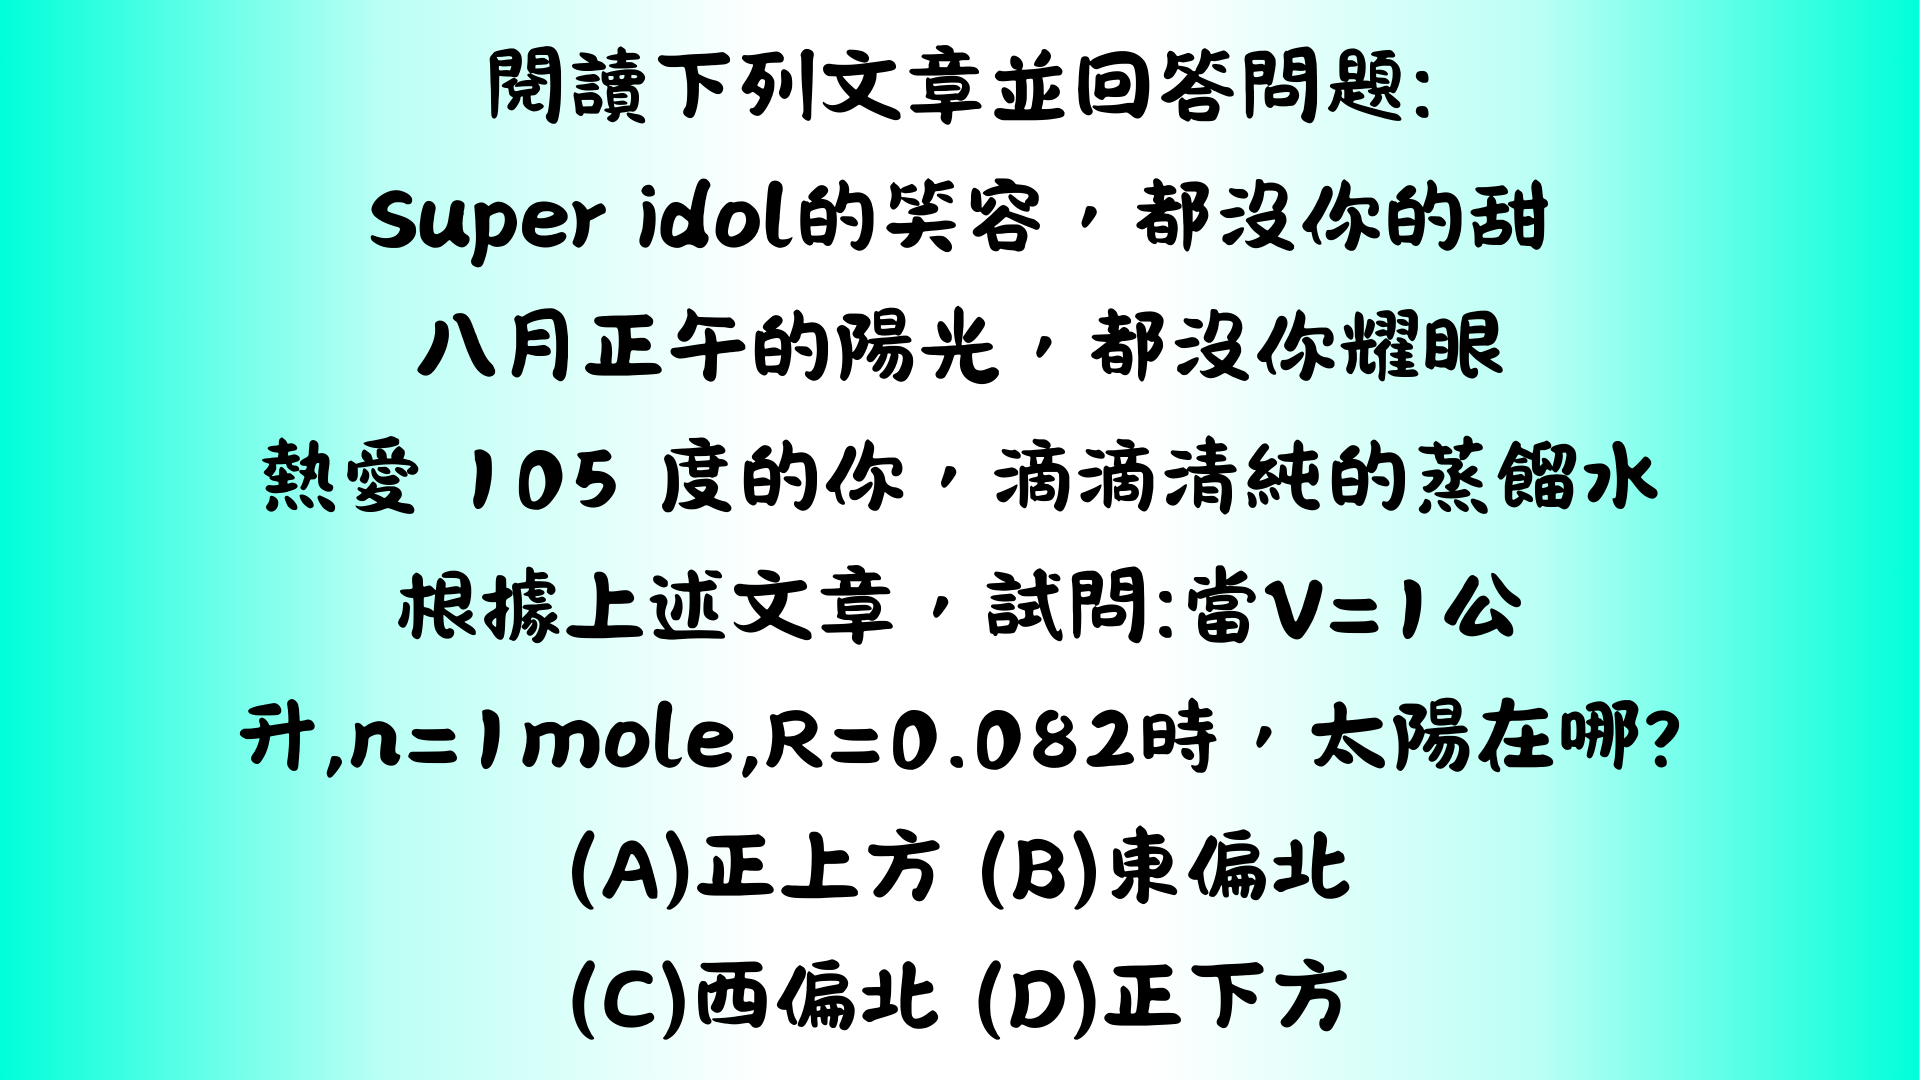 閱讀下列文章並回答問題:
Super idol的笑容，都沒你的甜
八月正午的陽光，都沒你耀眼
熱愛 105 度的你，滴滴清純的蒸餾水
根據上述文章，試問:當V=1公
升,n=1mole,R=0.082時，太陽在哪?
(A)正上方 (B)東偏北
(C)西偏北 (D)正下方